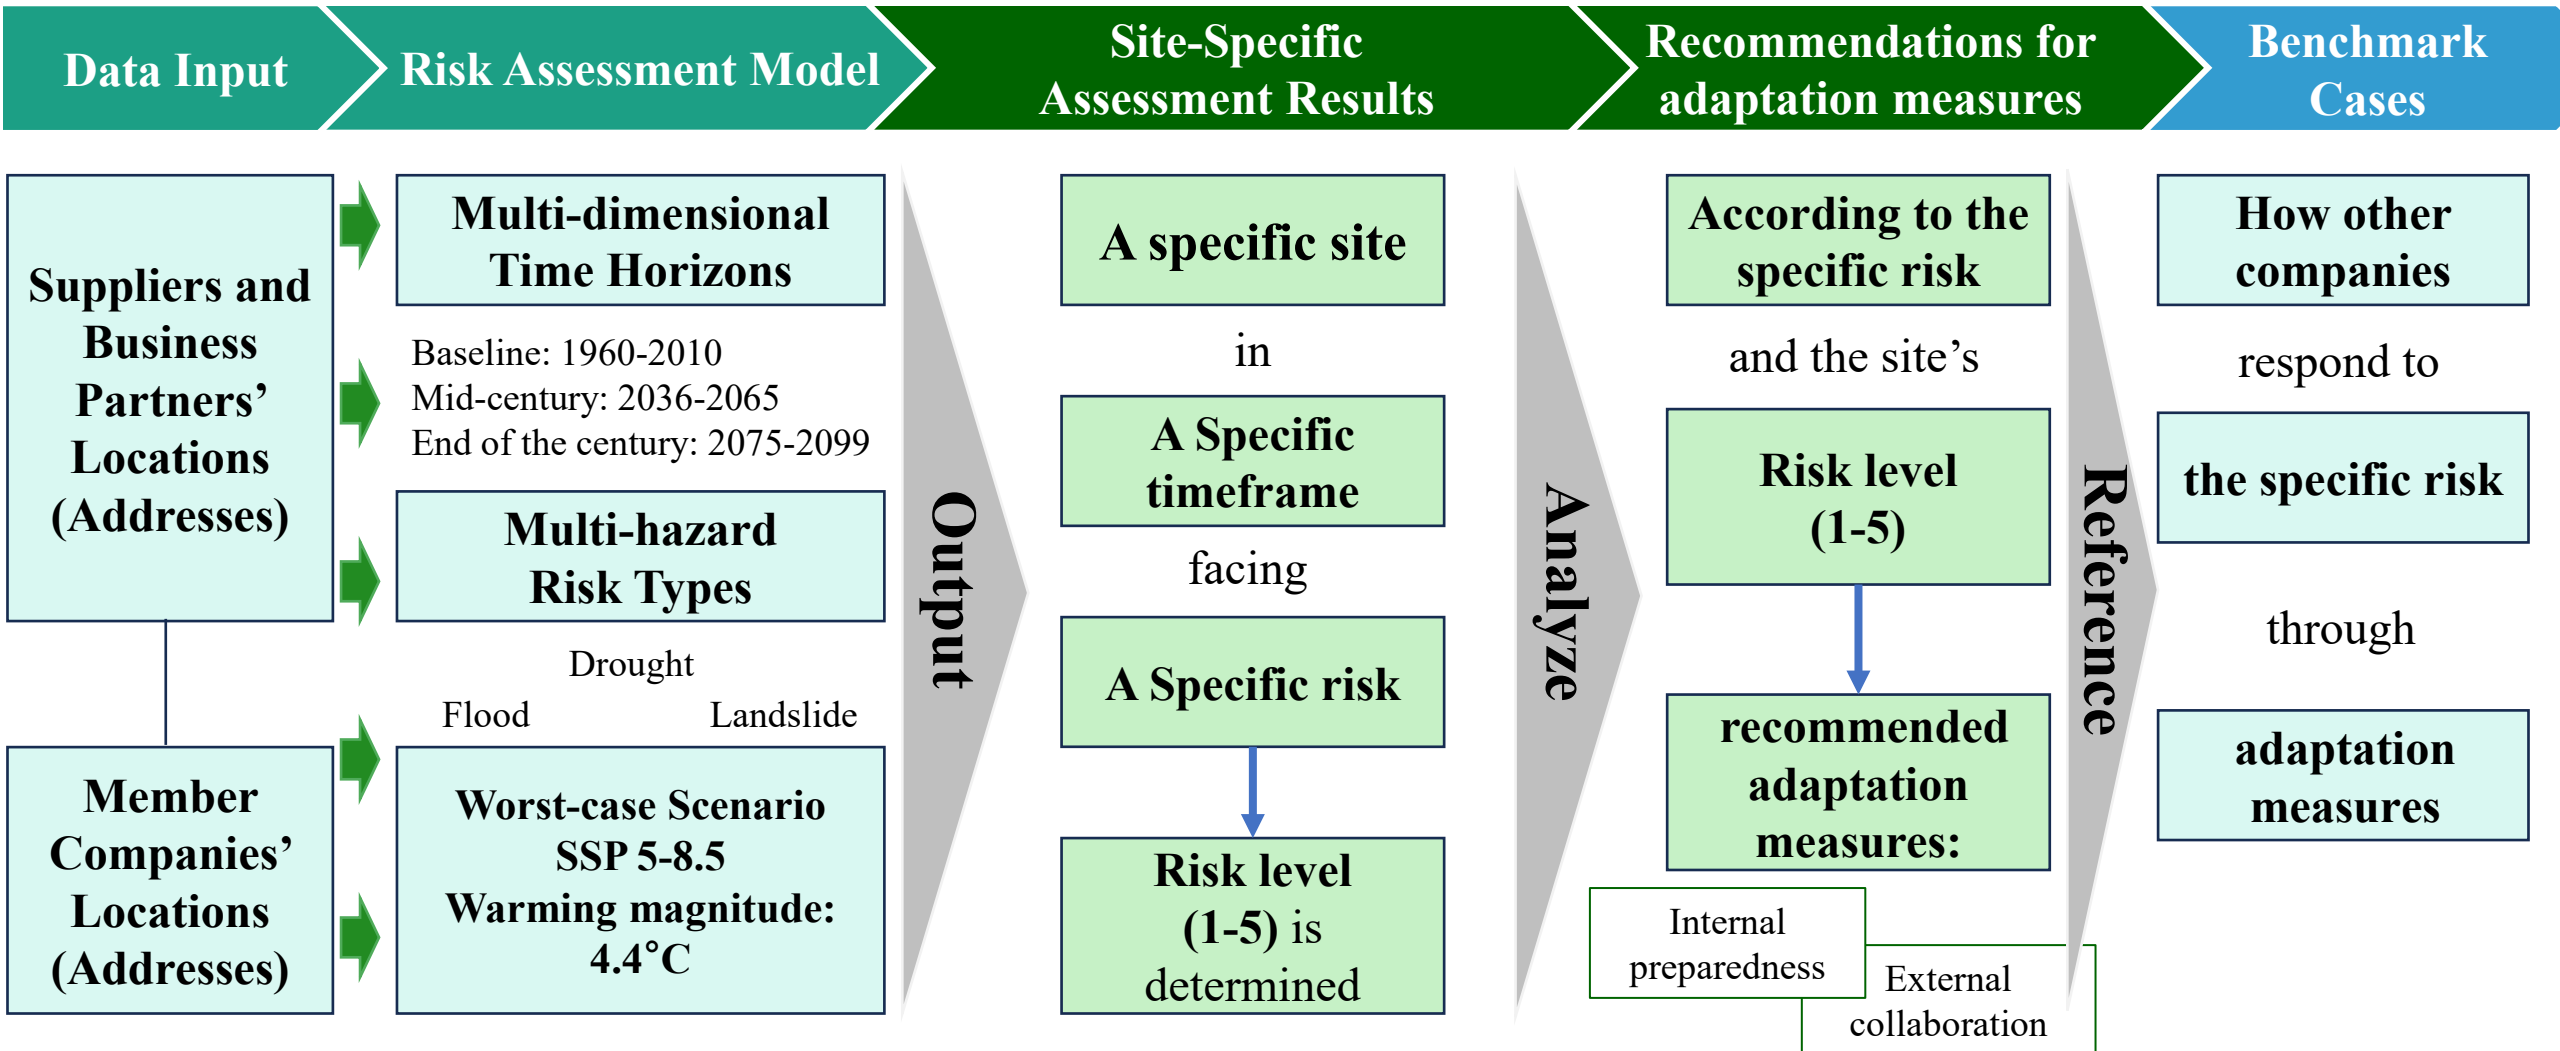 Data Input
Risk Assessment Model
Site-Specific
Assessment Results
Recommendations for
adaptation measures
Benchmark
Cases
Suppliers and
Business
Partners’
Locations
(Addresses)
Member
Companies’
Locations
(Addresses)
Multi-dimensional
Time Horizons
Baseline: 1960-2010
Mid-century: 2036-2065
End of the century: 2075-2099
Multi-hazard
Risk Types
Drought
Flood
Landslide
Worst-case Scenario
SSP 5-8.5
Warming magnitude:
4.4°C
Output
A specific site
in
A Specific
timeframe
facing
A Specific risk
Risk level
(1-5) is
determined
Analyze
According to the
specific risk
and the site’s
Risk level
(1-5)
recommended
adaptation
measures:
Internal
preparedness
External
collaboration
Reference
How other
companies
respond to
the specific risk
through
adaptation
measures